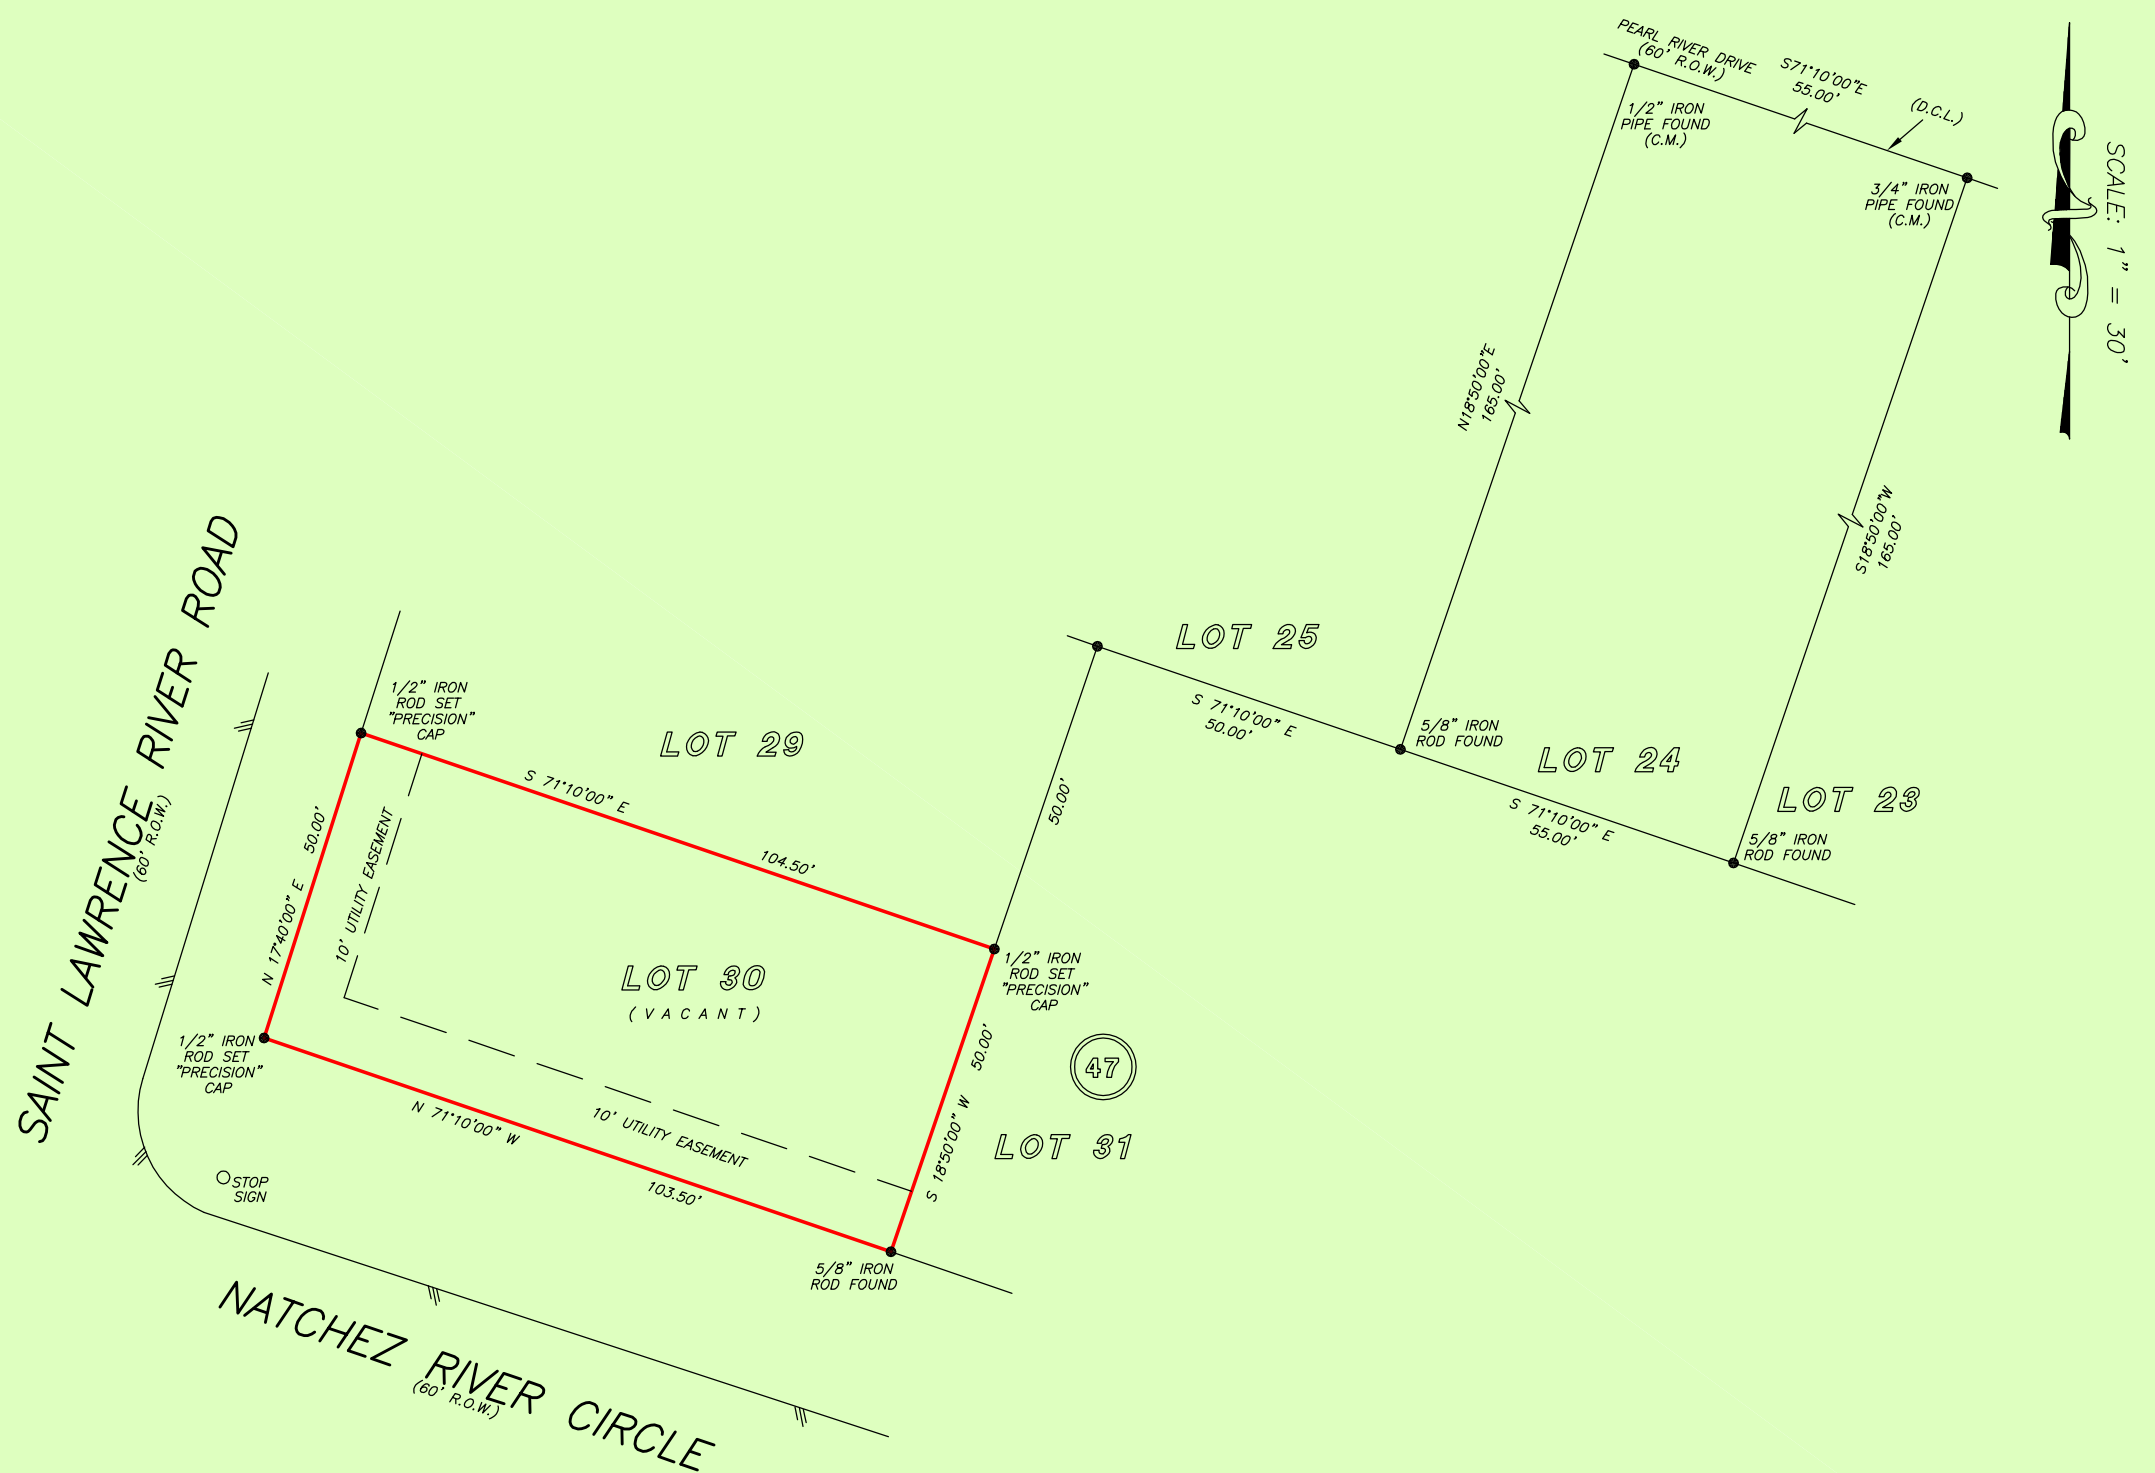 PEARL RIVER DRIVE
(60' R.O.W.)
S71°10'00"E
55.00'
(D.C.L.)
1/2" IRON
PIPE FOUND
(C.M.)
3/4" IRON
PIPE FOUND
(C.M.)
SCALE: 1" = 30'
N18°50'00"E
165.00'
S18°50'00"W
165.00'
LOT 25
S 71°10'00" E
50.00'
5/8" IRON
ROD FOUND
LOT 24
S 71°10'00" E
55.00'
LOT 23
5/8" IRON
ROD FOUND
SAINT LAWRENCE RIVER ROAD
(60' R.O.W.)
1/2" IRON
ROD SET
"PRECISION"
CAP
LOT 29
S 71°10'00" E
104.50'
50.00'
N 17°40'00" E
50.00'
10' UTILITY EASEMENT
LOT 30
(VACANT)
1/2" IRON
ROD SET
"PRECISION"
CAP
S 18°50'00" W
50.00'
47
LOT 31
1/2" IRON
ROD SET
"PRECISION"
CAP
N 71°10'00" W
103.50'
10' UTILITY EASEMENT
STOP
SIGN
5/8" IRON
ROD FOUND
NATCHEZ RIVER CIRCLE
(60' R.O.W.)